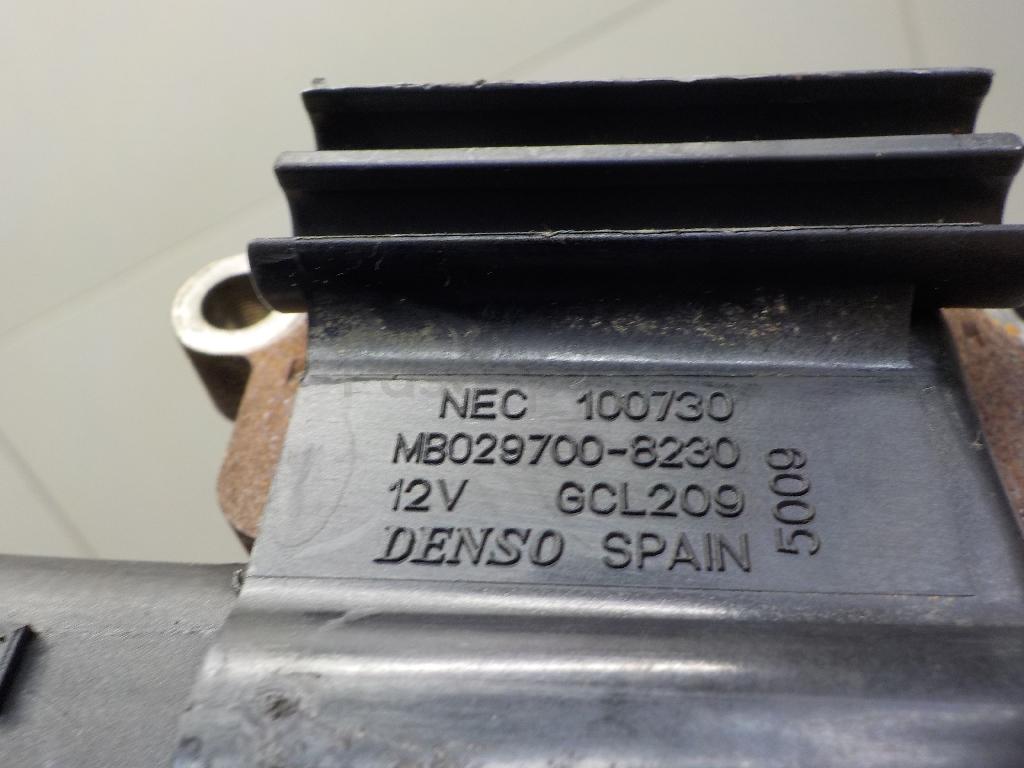 NEC 100730
MB029700-8230
12V GCL209
DENSO SPAIN
5009